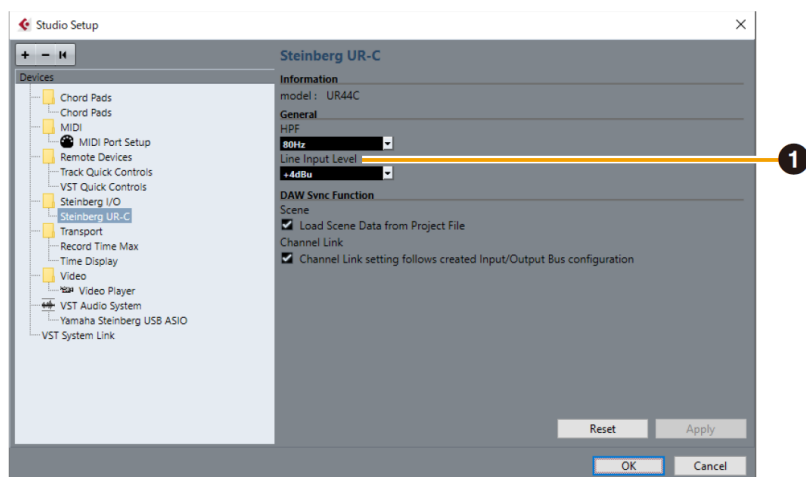 Studio Setup
Devices
Chord Pads
Chord Pads
MIDI
MIDI Port Setup
Remote Devices
Track Quick Controls
VST Quick Controls
Steinberg I/O
Steinberg UR-C
Transport
Record Time Max
Time Display
Video
Video Player
VST Audio System
Yamaha Steinberg USB ASIO
VST System Link
Steinberg UR-C
Information
model : UR44C
General
HPF
80Hz
Line Input Level
1
+4dBu
DAW Sync Function
Scene
Load Scene Data from Project File
Channel Link
Channel Link setting follows created Input/Output Bus configuration
Reset Apply
OK Cancel